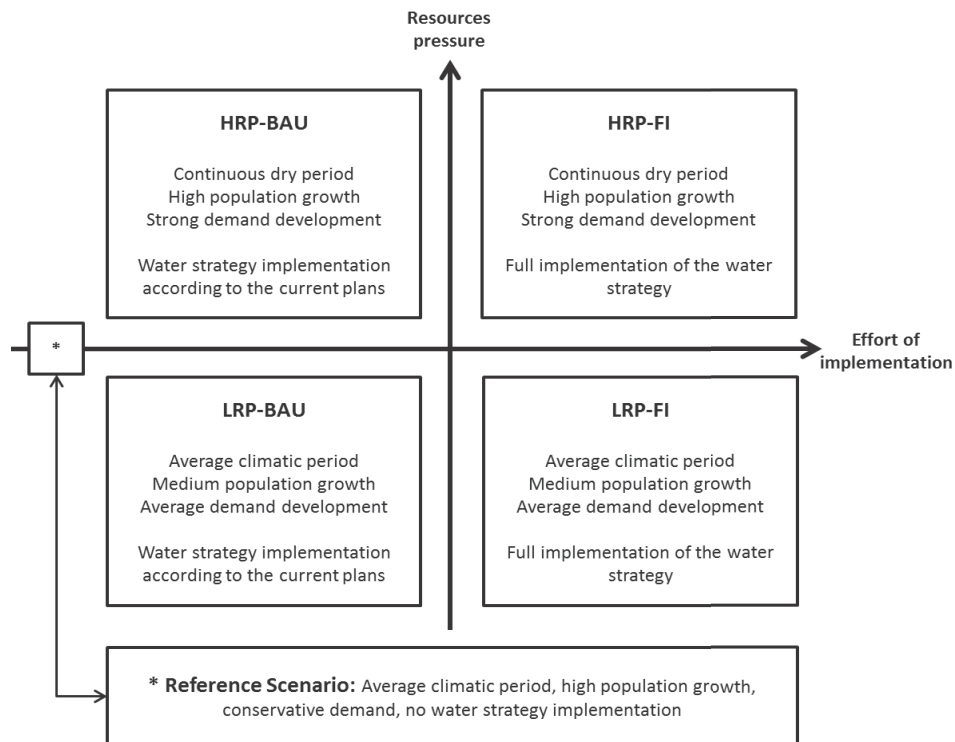 Resources
pressure
HRP-BAU
Continuous dry period
High population growth
Strong demand development
Water strategy implementation
according to the current plans
HRP-FI
Continuous dry period
High population growth
Strong demand development
Full implementation of the water
strategy
*
Effort of
implementation
LRP-BAU
Average climatic period
Medium population growth
Average demand development
Water strategy implementation
according to the current plans
LRP-FI
Average climatic period
Medium population growth
Average demand development
Full implementation of the water
strategy
* Reference Scenario: Average climatic period, high population growth,
conservative demand, no water strategy implementation